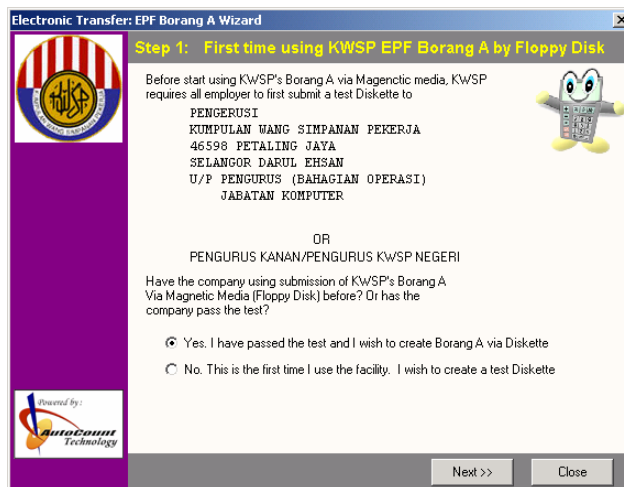 Electronic Transfer: EPF Borang A Wizard
Step 1: First time using KWSP EPF Borang A by Floppy Disk
Before start using KWSP's Borang A via Magenctic media, KWSP
requires all employer to first submit a test Diskette to
PENGERUSI
KUMPULAN WANG SIMPANAN PEKERJA
46598 PETALING JAYA
SELANGOR DARUL EHSAN
U/P PENGURUS (BAHAGIAN OPERASI)
JABATAN KOMPUTER
OR
PENGURUS KANAN/PENGURUS KWSP NEGERI
Have the company using submission of KWSP's Borang A
Via Magnetic Media (Floppy Disk) before? Or has the
company pass the test?
Yes. I have passed the test and I wish to create Borang A via Diskette
No. This is the first time I use the facility. I wish to create a test Diskette
Powered by :
AutoCount
Technology
Next >>
Close